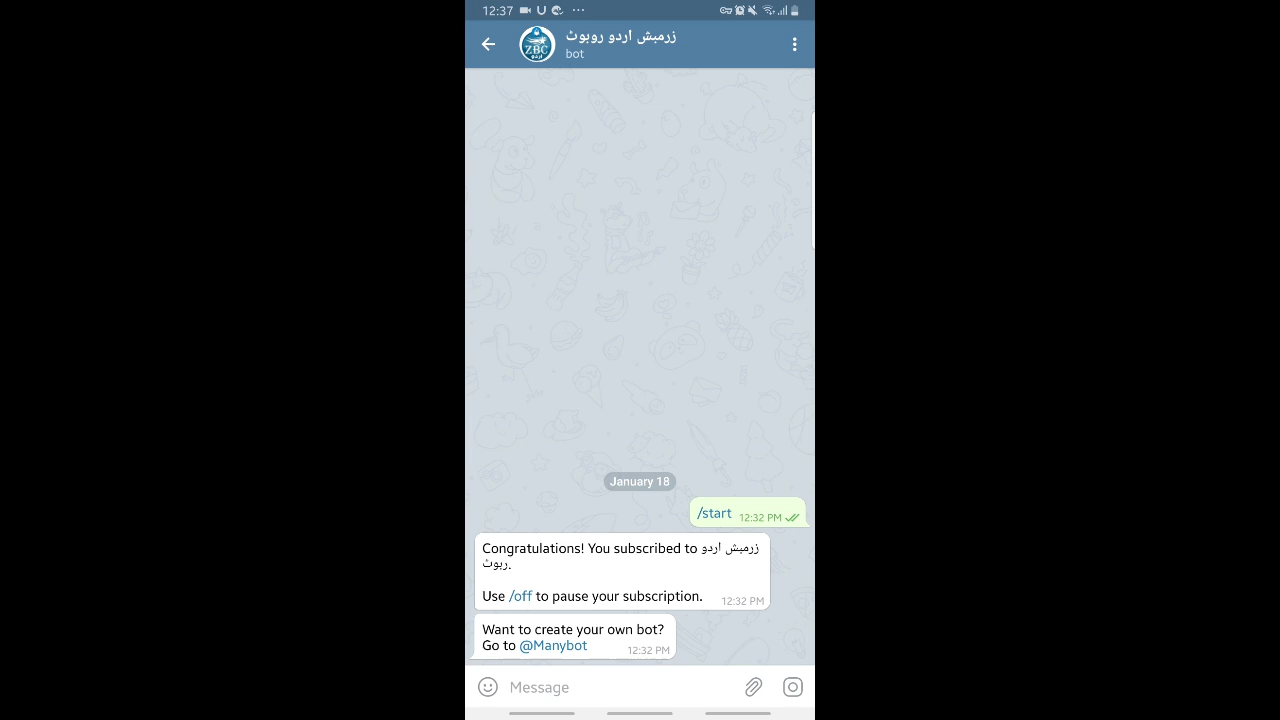 12:37
زرمبش اردو روبوٹ
bot
ZBC
اردو
January 18
/start 12:32 PM
Congratulations! You subscribed to زرمبش اردو
ربوٹ.
Use /off to pause your subscription. 12:32 PM
Want to create your own bot?
Go to @Manybot 12:32 PM
Message